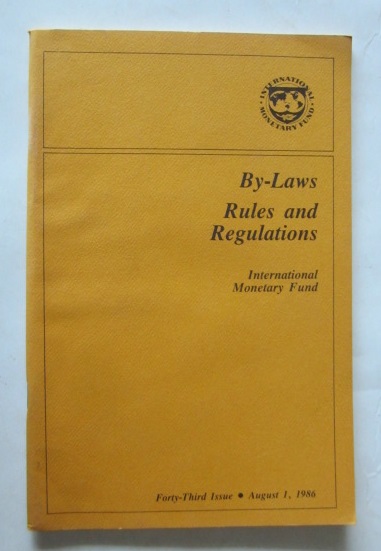 INTERNATIONAL
MONETARY FUND
By-Laws
Rules and
Regulations
International
Monetary Fund
Forty-Third Issue ● August 1, 1986